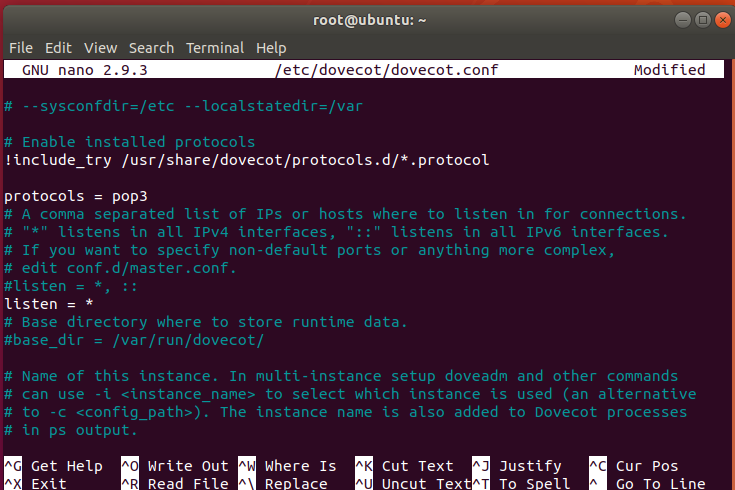 root@ubuntu: ~
File Edit View Search Terminal Help
GNU nano 2.9.3 /etc/dovecot/dovecot.conf Modified
# --sysconfdir=/etc --localstatedir=/var
# Enable installed protocols
!include_try /usr/share/dovecot/protocols.d/*.protocol
protocols = pop3
# A comma separated list of IPs or hosts where to listen in for connections.
# "*" listens in all IPv4 interfaces, "::" listens in all IPv6 interfaces.
# If you want to specify non-default ports or anything more complex,
# edit conf.d/master.conf.
#listen = *, ::
listen = *
# Base directory where to store runtime data.
#base_dir = /var/run/dovecot/
# Name of this instance. In multi-instance setup doveadm and other commands
# can use -i <instance_name> to select which instance is used (an alternative
# to -c <config_path>). The instance name is also added to Dovecot processes
# in ps output.
^G Get Help ^O Write Out ^W Where Is ^K Cut Text ^J Justify ^C Cur Pos
^X Exit ^R Read File ^\ Replace ^U Uncut Text ^T To Spell ^ Go To Line